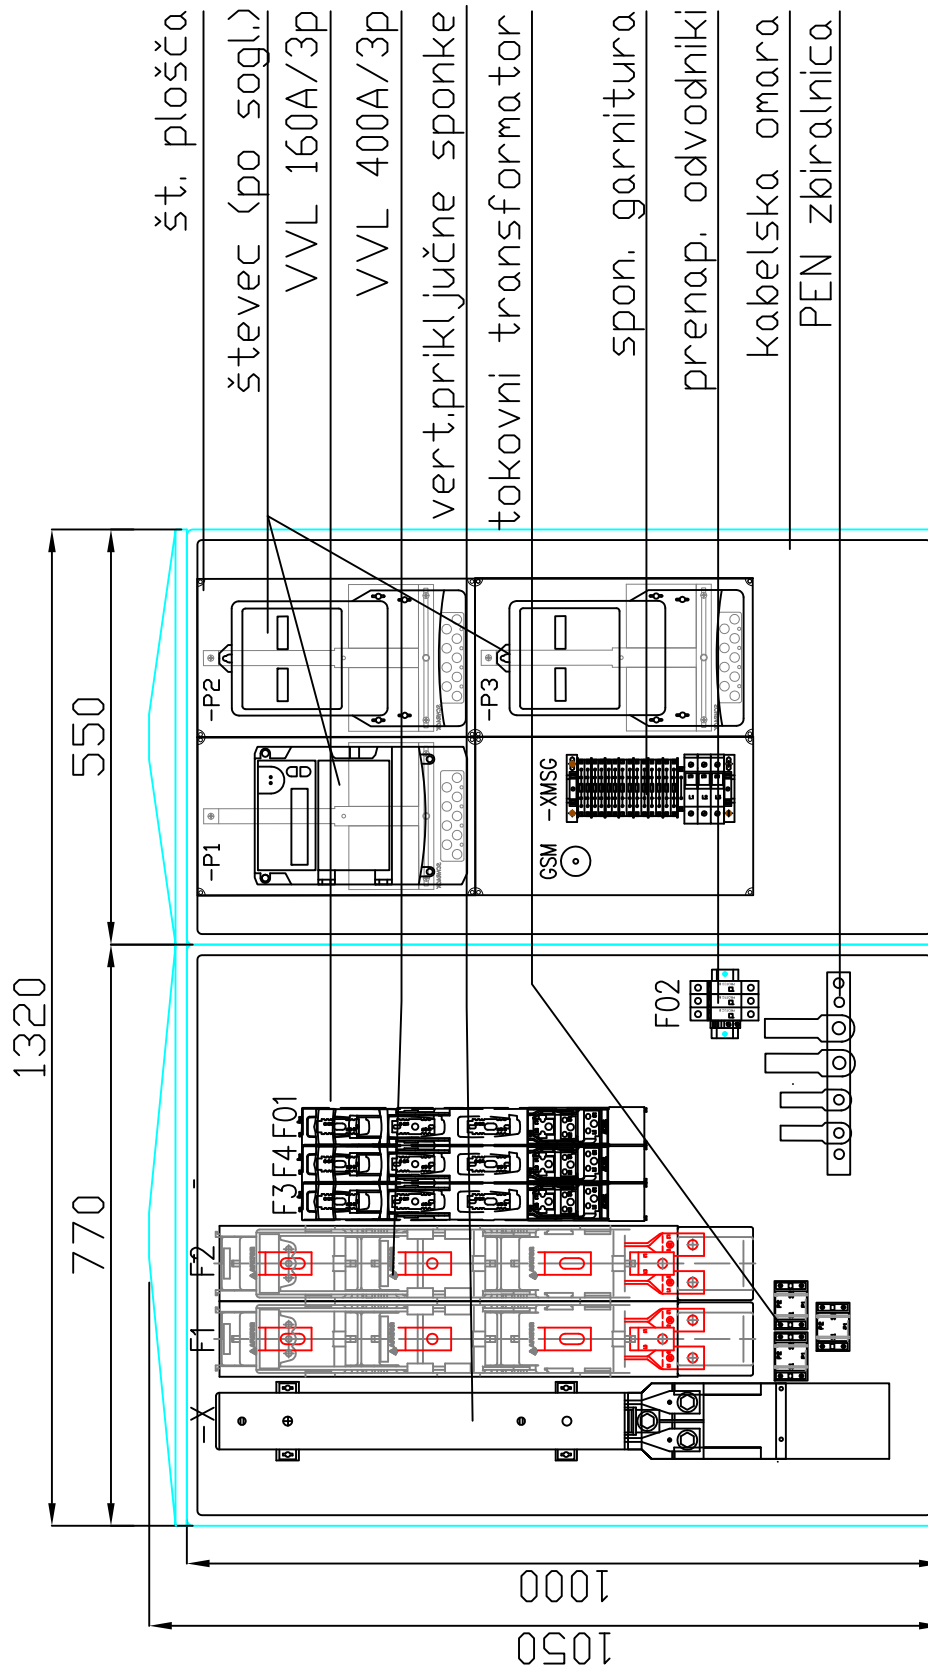 št. plošča
števec (po sogl.)
VVL 160A/3p
VVL 400A/3p
vert.priključne sponke
tokovni transformator
spon. garnitura
prenap. odvodniki
kabelska omara
PEN zbiralnica
1320
770
550
1000
1050
-X
F1
F2
F3
F4
F01
F02
-P1
-P2
-P3
GSM
-XMSG